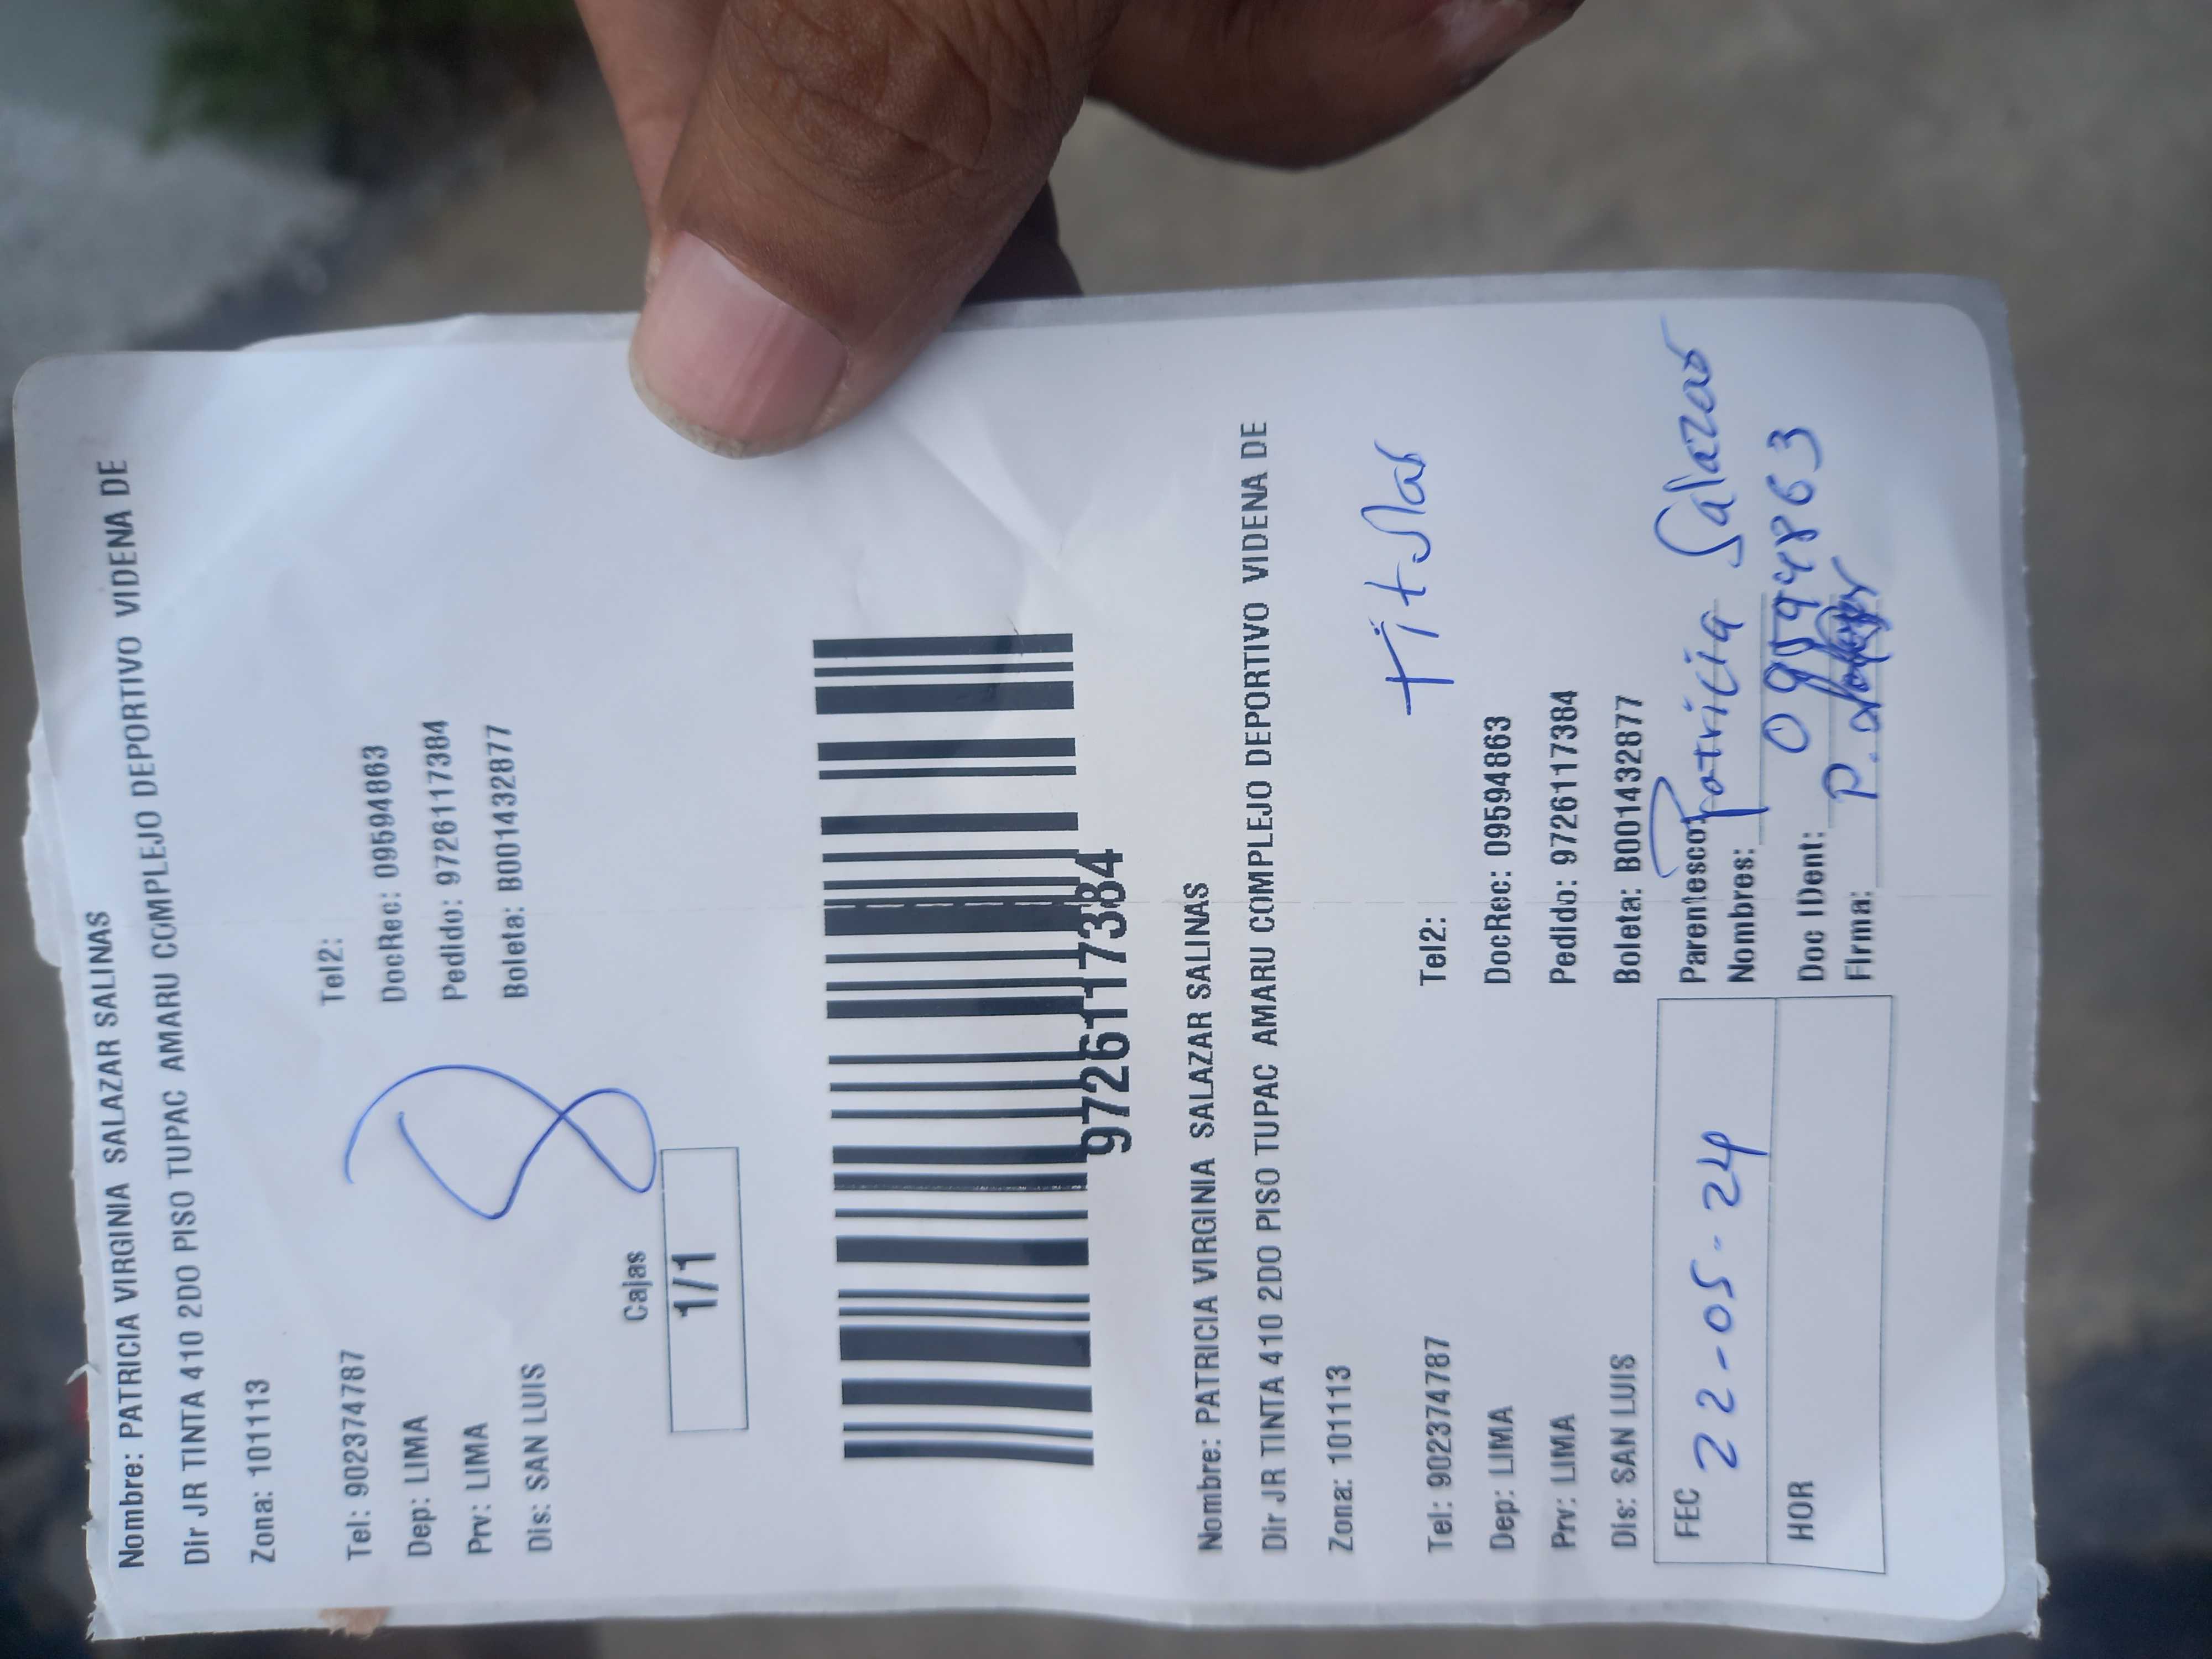 Nombre: PATRICIA VIRGINIA SALAZAR SALINAS
Dir JR TINTA 410 2DO PISO TUPAC AMARU COMPLEJO DEPORTIVO VIDENA DE
Zona: 101113
Tel: 902374787 Tel2:
Dep: LIMA DocRec: 09594863
Prv: LIMA Pedido: 9726117384
Dis: SAN LUIS Boleta: B001432877
Cajas
1/1
9726117384
Nombre: PATRICIA VIRGINIA SALAZAR SALINAS
Dir JR TINTA 410 2DO PISO TUPAC AMARU COMPLEJO DEPORTIVO VIDENA DE
Zona: 101113
titular
Tel: 902374787 Tel2:
Dep: LIMA DocRec: 09594863
Prv: LIMA Pedido: 9726117384
Dis: SAN LUIS Boleta: B001432877
FEC 22-05-24 Parentesco:
Nombres: Patricia Salazar
HOR Doc IDent: 09594863
Firma: P.